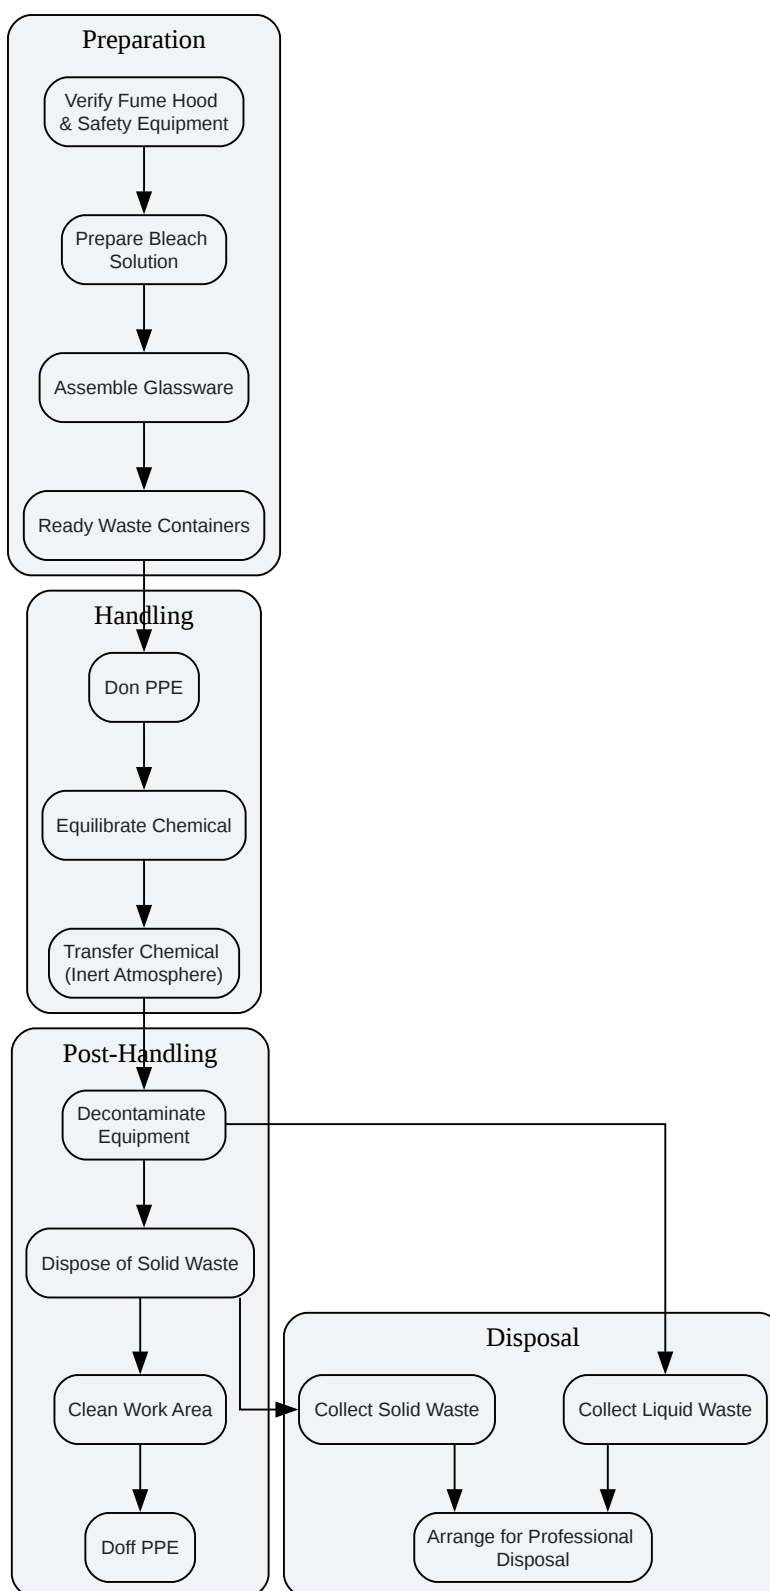 Preparation
Verify Fume Hood
& Safety Equipment
Prepare Bleach
Solution
Assemble Glassware
Ready Waste Containers
Handling
Don PPE
Equilibrate Chemical
Transfer Chemical
(Inert Atmosphere)
Post-Handling
Decontaminate
Equipment
Dispose of Solid Waste
Clean Work Area
Doff PPE
Disposal
Collect Solid Waste
Collect Liquid Waste
Arrange for Professional
Disposal